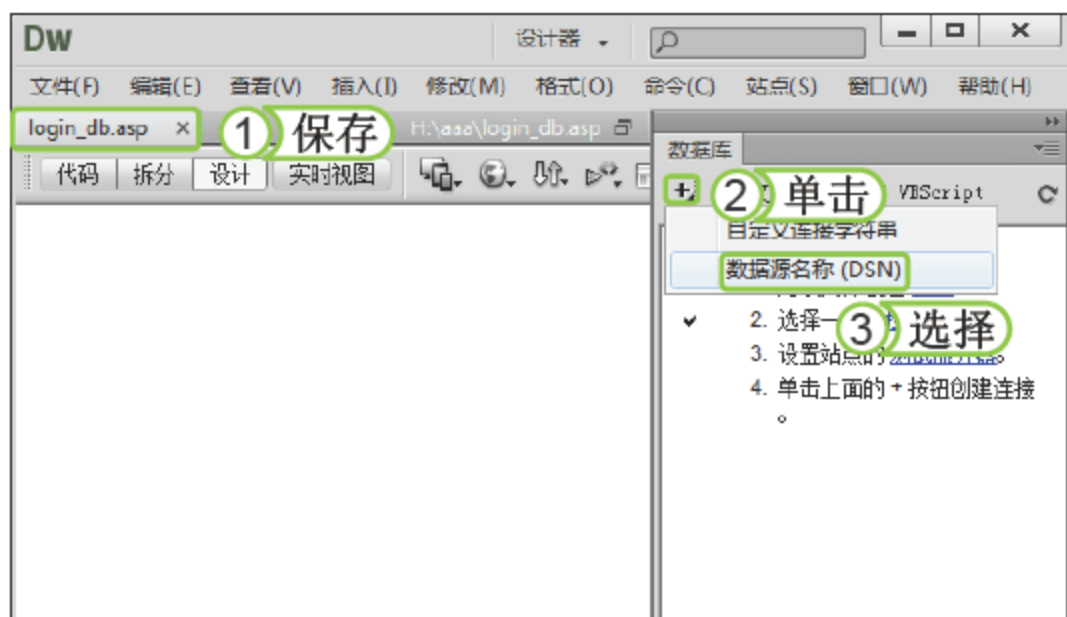 Dw
设计器
文件(F) 编辑(E) 查看(V) 插入(I) 修改(M) 格式(O) 命令(C) 站点(S) 窗口(W) 帮助(H)
login_db.asp × ① 保存 H:\aaa\login_db.asp
数据库
代码 拆分 设计 实时视图
+ ② 单击 VBScript
自定义连接字符串
数据源名称 (DSN)
2. 选择一 ③ 选择
3. 设置站点的
4. 单击上面的 + 按钮创建连接
。